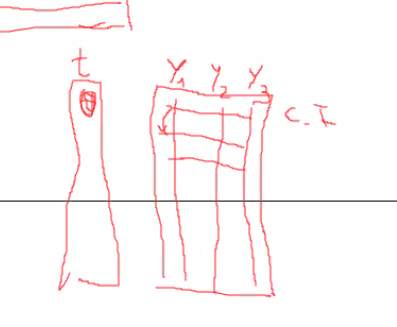 t
Y₁ Y₂ Y₃
C.I